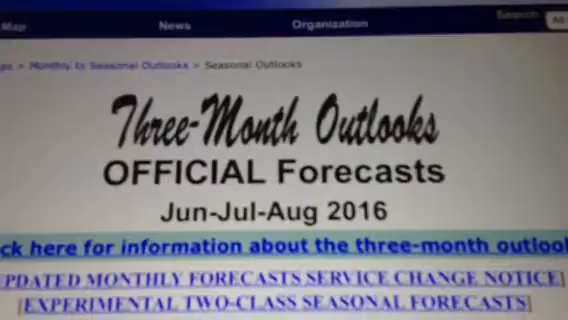 Map News Organization Search
Monthly to Seasonal Outlooks > Seasonal Outlooks
Three-Month Outlooks
OFFICIAL Forecasts
Jun-Jul-Aug 2016
ck here for information about the three-month outlool
PDATED MONTHLY FORECASTS SERVICE CHANGE NOTICE]
[EXPERIMENTAL TWO-CLASS SEASONAL FORECASTS]